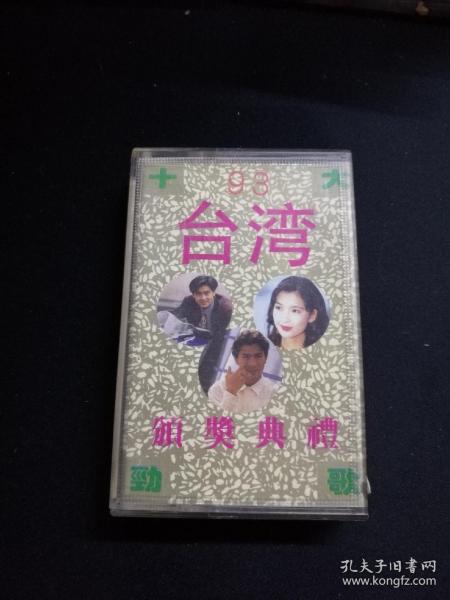 十 93 大
台湾
頒獎典禮
勁 歌
孔夫子旧书网
www.kongfz.com